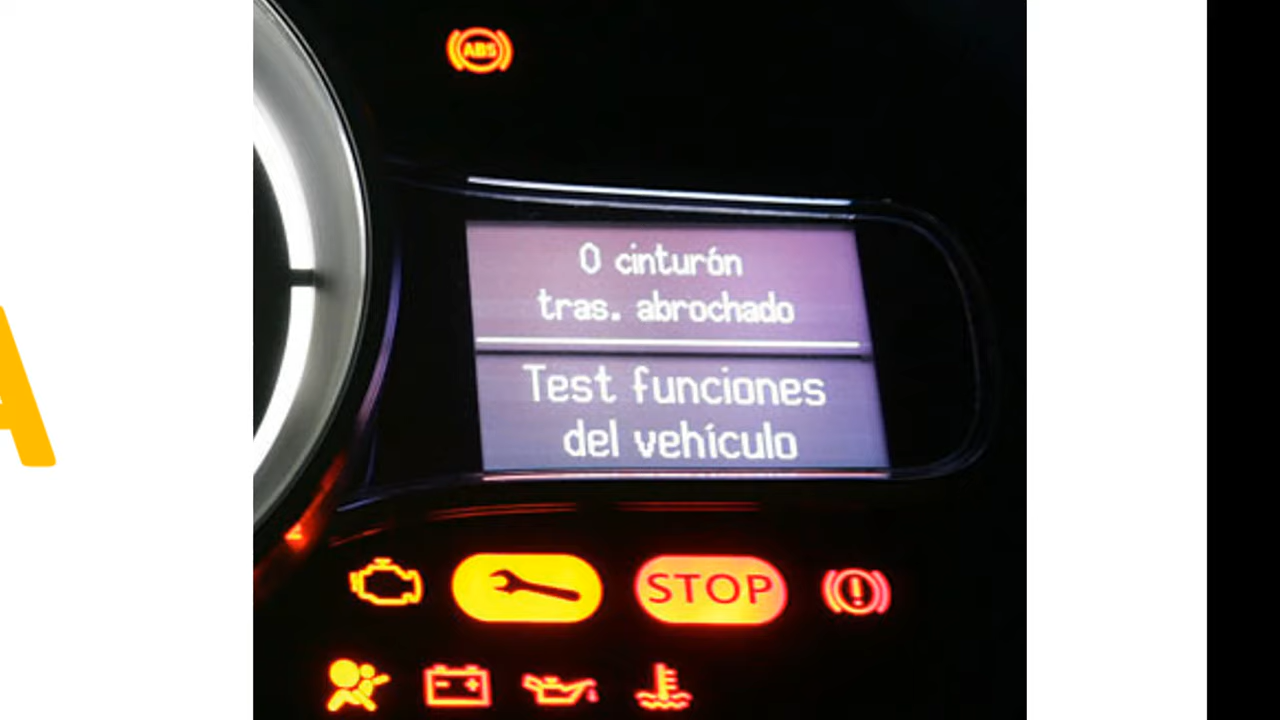 A
ABS
0 cinturón
tras. abrochado
Test funciones
del vehículo
STOP